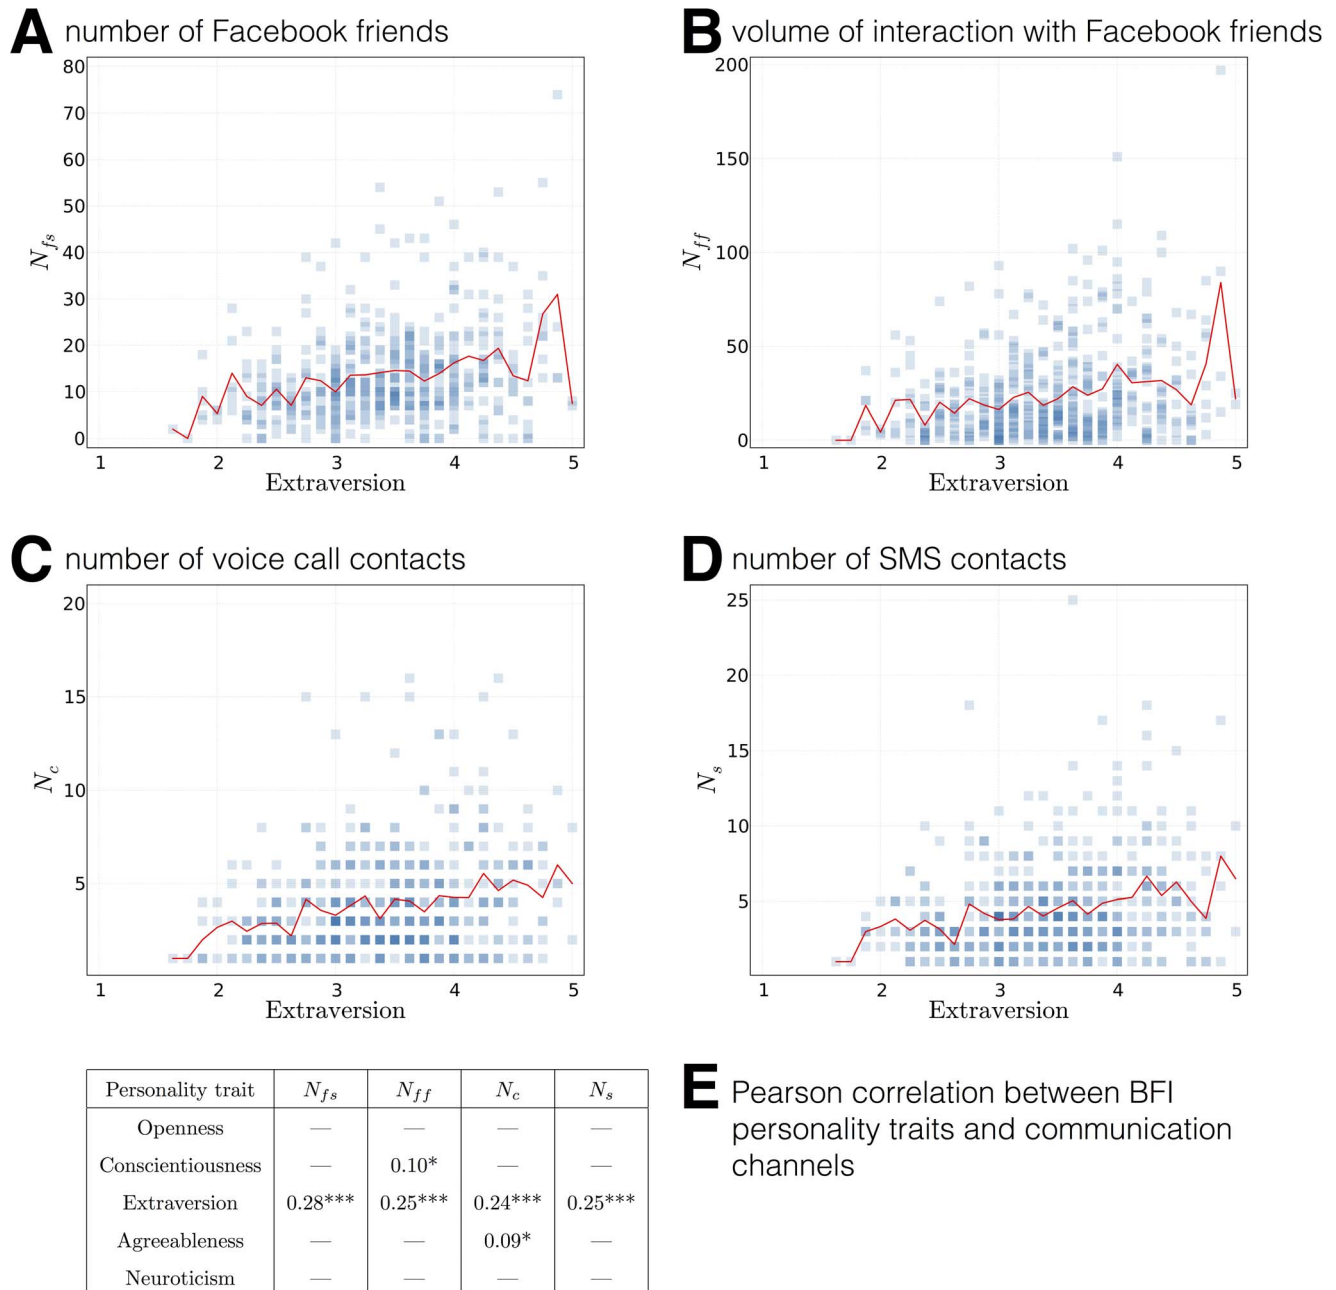 A number of Facebook friends
80
70
60
50
40
30
20
10
0
N_fs
1 2 3 4 5
Extraversion
B volume of interaction with Facebook friends
200
150
100
50
0
N_ff
1 2 3 4 5
Extraversion
C number of voice call contacts
20
15
10
5
N_c
1 2 3 4 5
Extraversion
D number of SMS contacts
25
20
15
10
5
N_s
1 2 3 4 5
Extraversion
Personality trait N_fs N_ff N_c N_s
Openness — — — —
Conscientiousness — 0.10* — —
Extraversion 0.28*** 0.25*** 0.24*** 0.25***
Agreeableness — — 0.09* —
Neuroticism — — — —
E Pearson correlation between BFI
personality traits and communication
channels